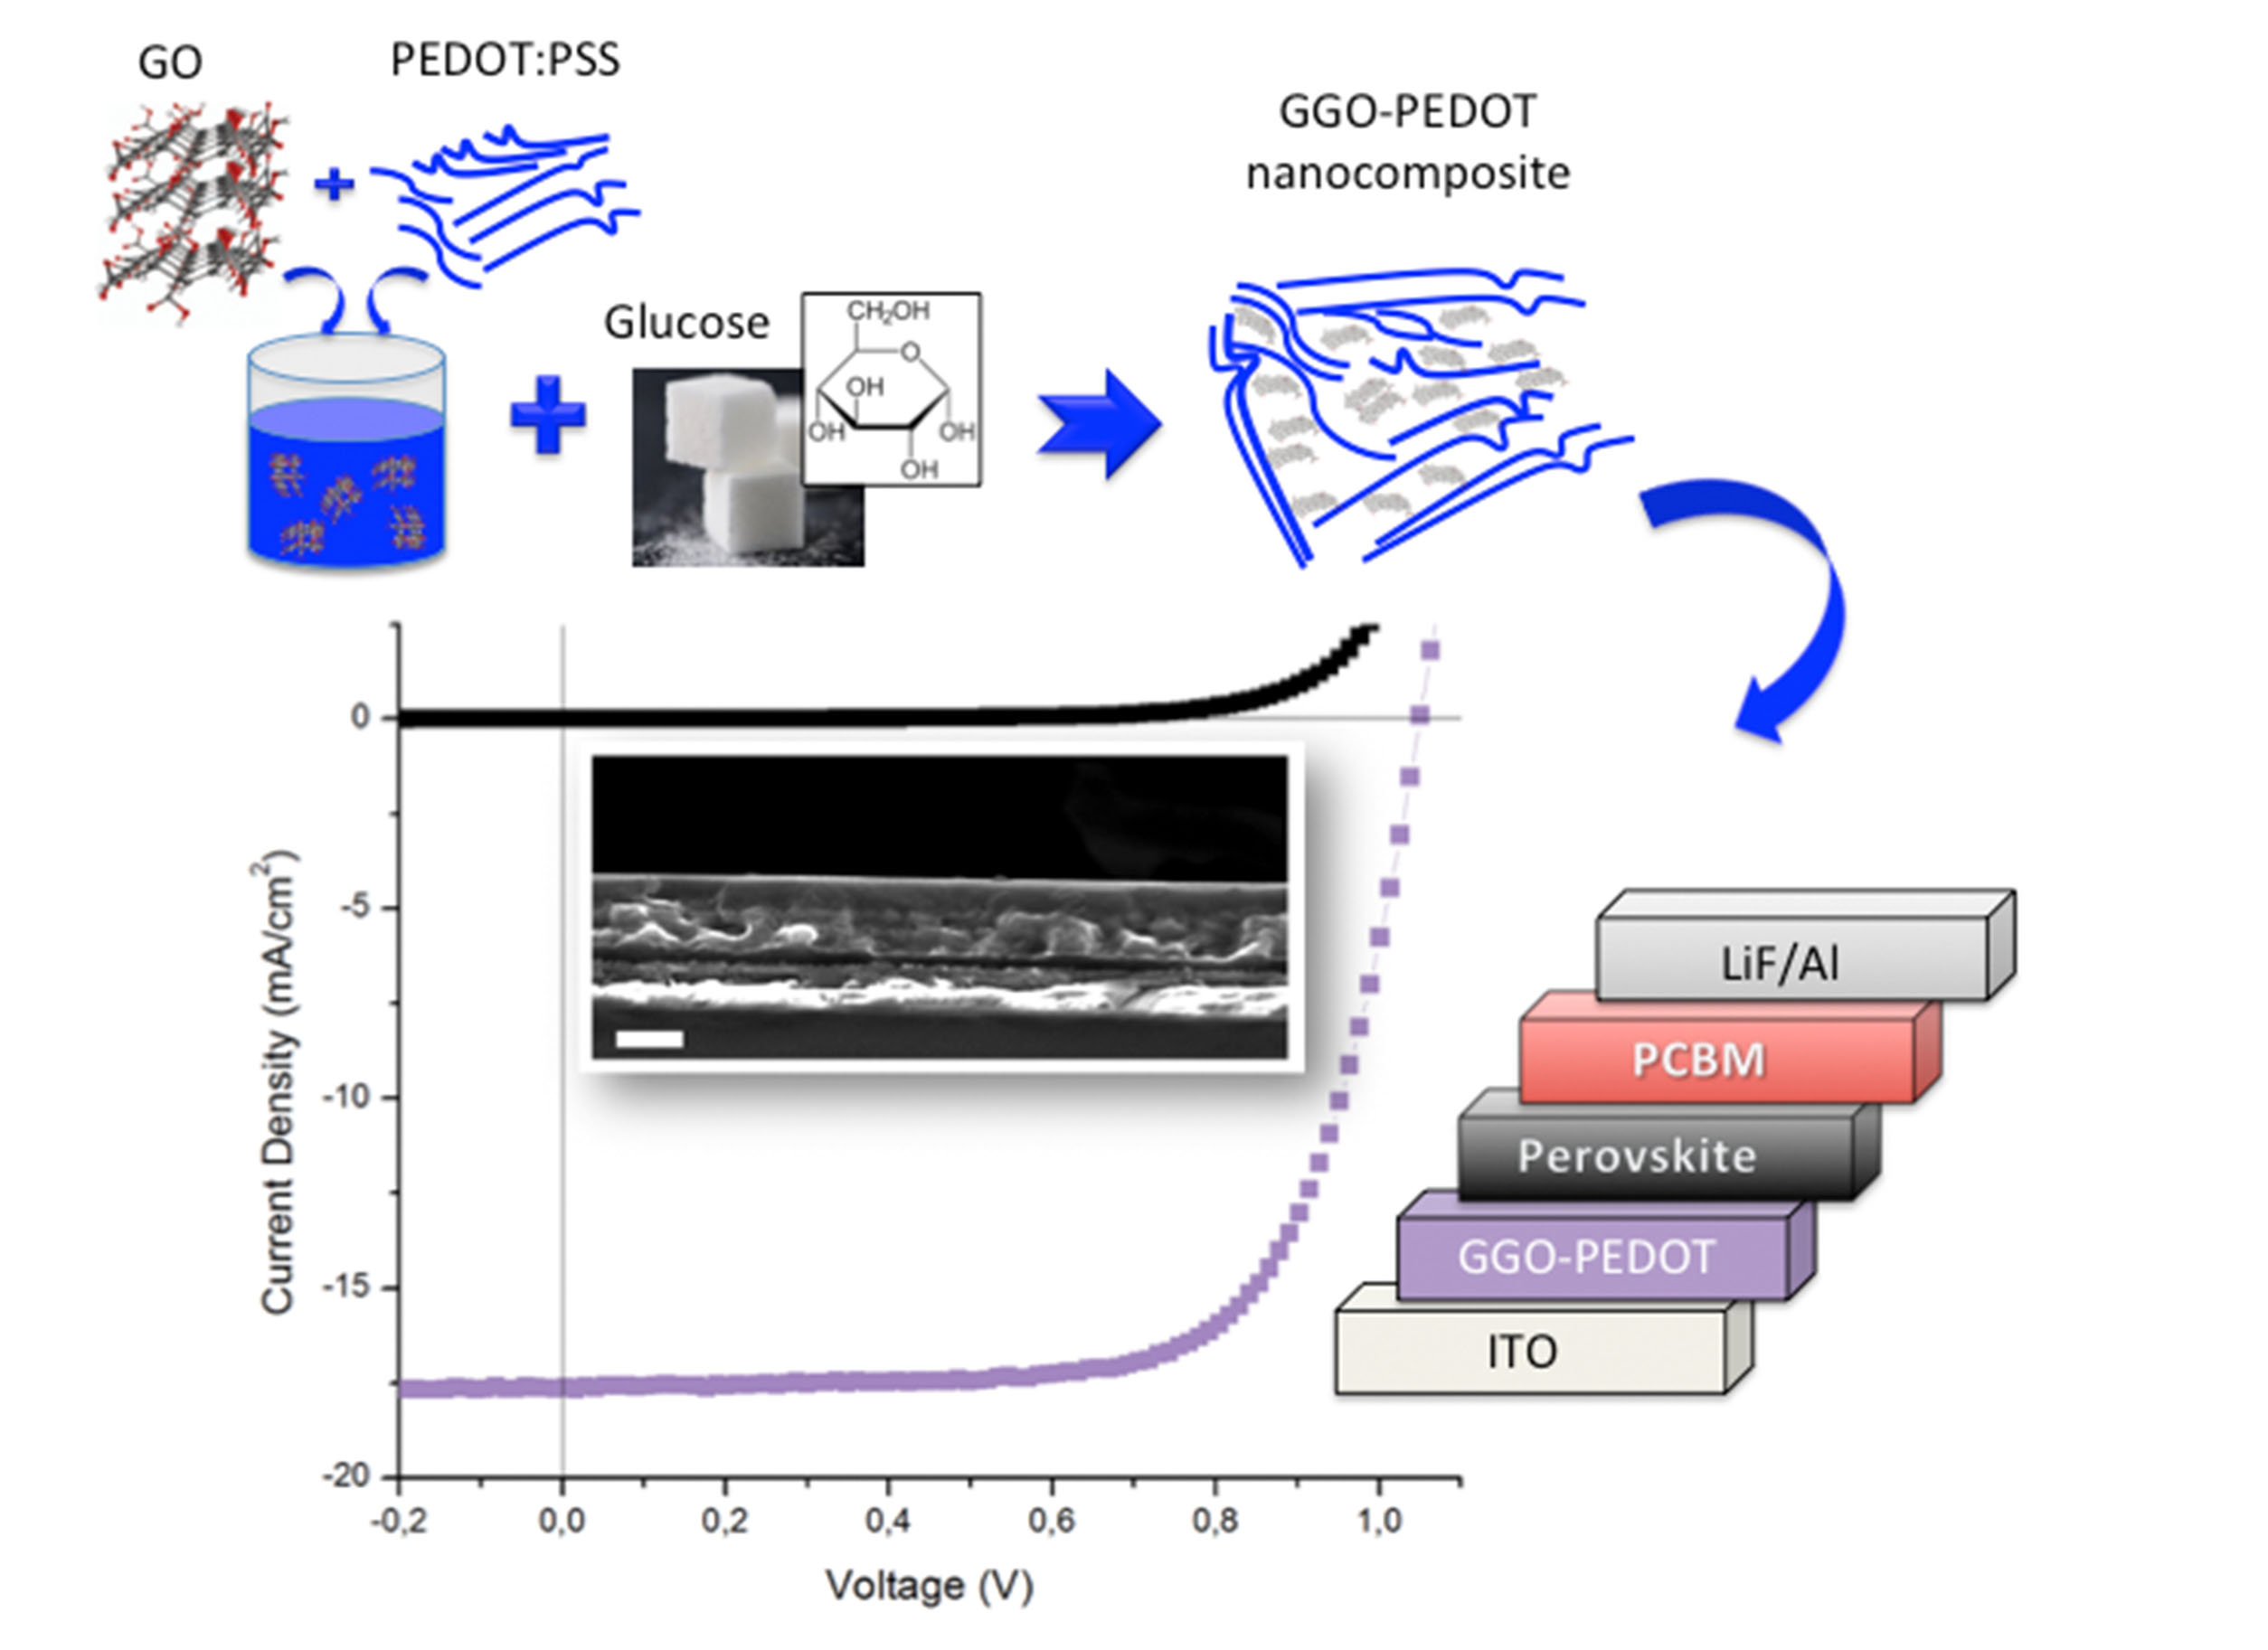 GO
PEDOT:PSS
GGO-PEDOT
nanocomposite
Glucose
CH2OH
O
OH
OH
OH
OH
0
-5
-10
-15
-20
Current Density (mA/cm²)
-0,2
0,0
0,2
0,4
0,6
0,8
1,0
Voltage (V)
LiF/Al
PCBM
Perovskite
GGO-PEDOT
ITO